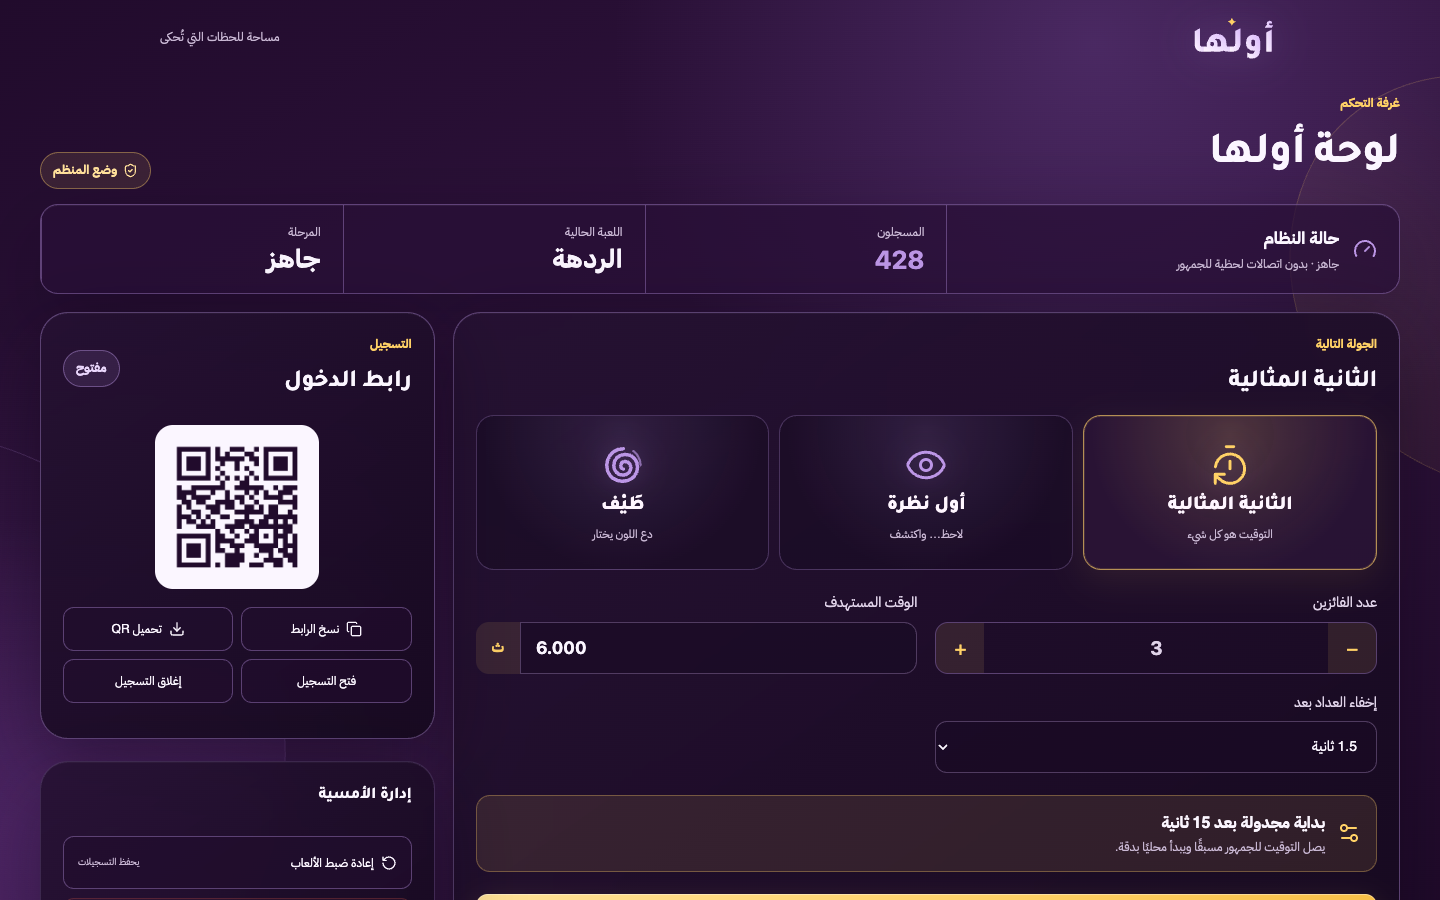 أولها
مساحة للحظات التي تُحكى
غرفة التحكم
لوحة أولها
وضع المنظم
حالة النظام
جاهز · بدون اتصالات لحظية للجمهور
المسجلون
428
اللعبة الحالية
الردهة
المرحلة
جاهز
الجولة التالية
الثانية المثالية
الثانية المثالية
التوقيت هو كل شيء
أول نظرة
لاحظ... واكتشف
طَيْف
دع اللون يختار
عدد الفائزين
− 3 +
الوقت المستهدف
6.000 ث
إخفاء العداد بعد
1.5 ثانية
بداية مجدولة بعد 15 ثانية
يصل التوقيت للجمهور مسبقًا ويبدأ محليًا بدقة.
التسجيل
رابط الدخول
مفتوح
نسخ الرابط
تحميل QR
فتح التسجيل
إغلاق التسجيل
إدارة الأمسية
إعادة ضبط الألعاب
يحفظ التسجيلات